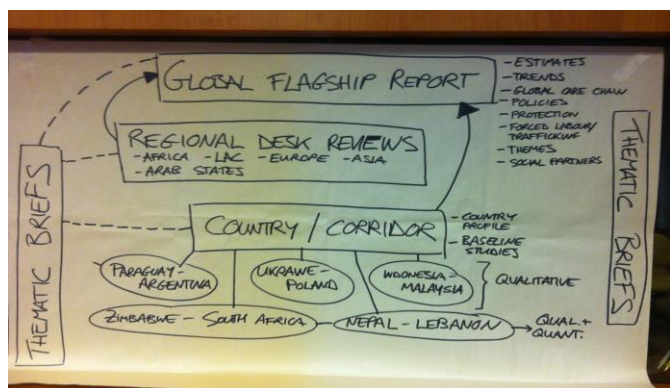 THEMATIC BRIEFS
GLOBAL FLAGSHIP REPORT
- ESTIMATES
- TRENDS
- GLOBAL CARE CHAIN
- POLICIES
- PROTECTION
- FORCED LABOUR/
TRAFFICKING
- THEMES
- SOCIAL PARTNERS
REGIONAL DESK REVIEWS
- AFRICA - LAC - EUROPE - ASIA
- ARAB STATES
COUNTRY / CORRIDOR
- COUNTRY
PROFILE
- BASELINE
STUDIES
PARAGUAY-
ARGENTINA
UKRAINE-
POLAND
INDONESIA-
MALAYSIA
QUALITATIVE
ZIMBABWE - SOUTH AFRICA
NEPAL - LEBANON
QUAL. +
QUANT.
THEMATIC BRIEFS